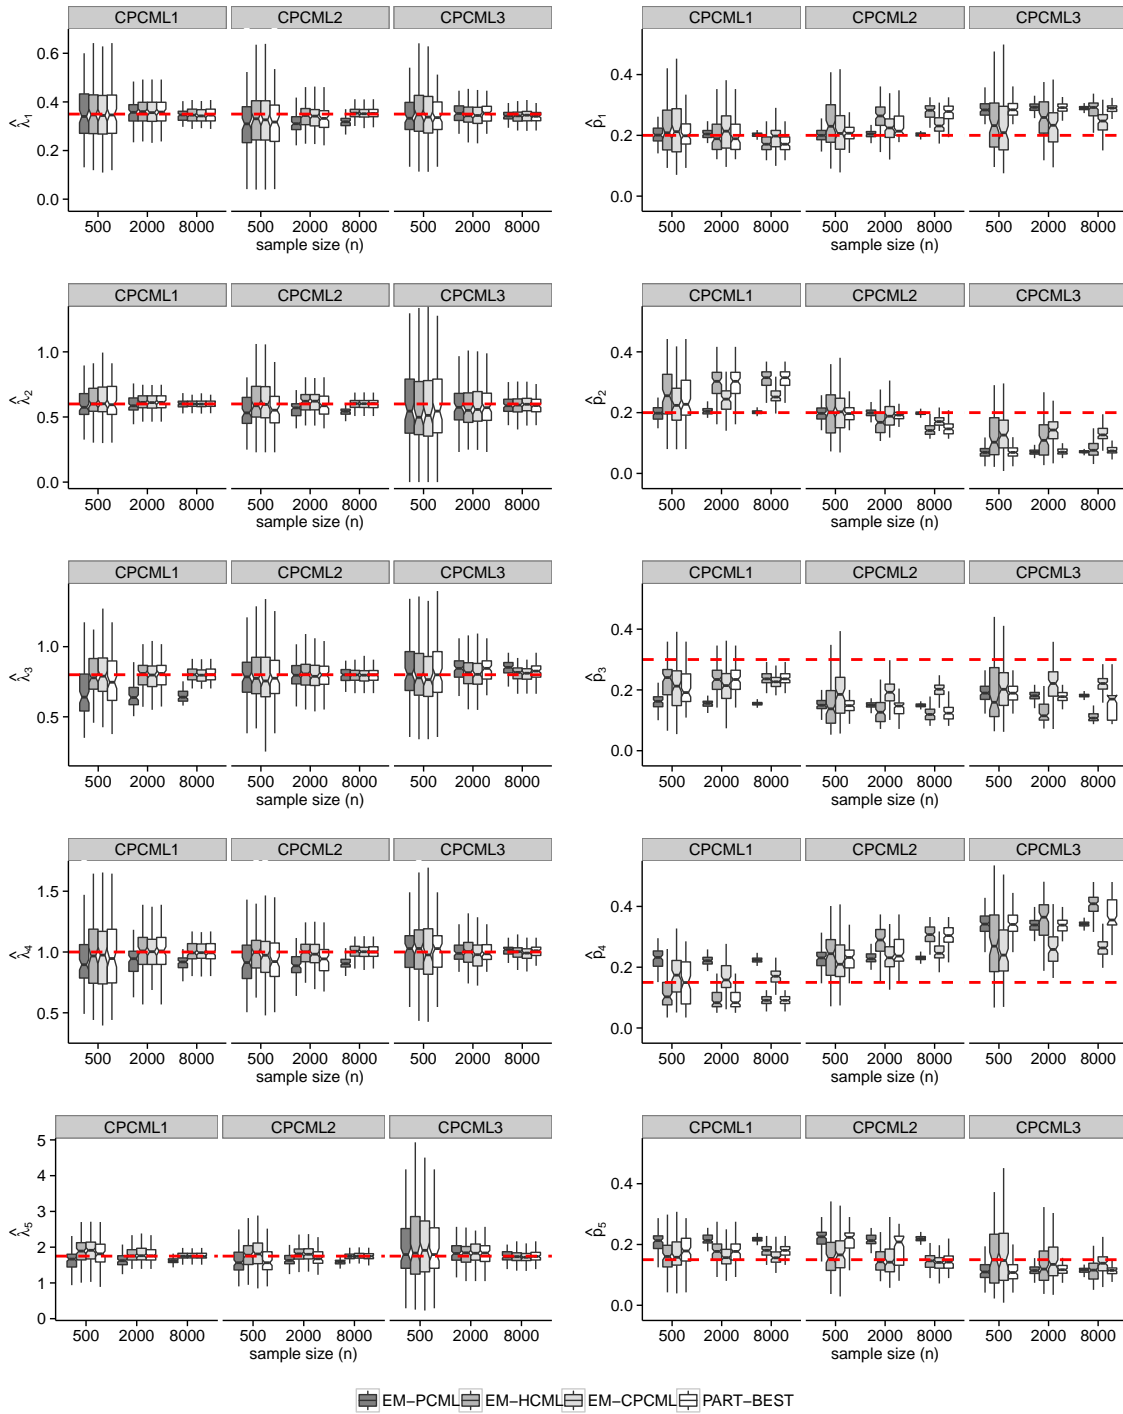 CPCML1 CPCML2 CPCML3
0.6
0.4
0.2
0.0
λ̂1
500 2000 8000 500 2000 8000 500 2000 8000
sample size (n)
CPCML1 CPCML2 CPCML3
0.4
0.2
0.0
p̂1
500 2000 8000 500 2000 8000 500 2000 8000
sample size (n)
CPCML1 CPCML2 CPCML3
1.0
0.5
0.0
λ̂2
500 2000 8000 500 2000 8000 500 2000 8000
sample size (n)
CPCML1 CPCML2 CPCML3
0.4
0.2
0.0
p̂2
500 2000 8000 500 2000 8000 500 2000 8000
sample size (n)
CPCML1 CPCML2 CPCML3
1.0
0.5
λ̂3
500 2000 8000 500 2000 8000 500 2000 8000
sample size (n)
CPCML1 CPCML2 CPCML3
0.4
0.2
0.0
p̂3
500 2000 8000 500 2000 8000 500 2000 8000
sample size (n)
CPCML1 CPCML2 CPCML3
1.5
1.0
0.5
λ̂4
500 2000 8000 500 2000 8000 500 2000 8000
sample size (n)
CPCML1 CPCML2 CPCML3
0.4
0.2
0.0
p̂4
500 2000 8000 500 2000 8000 500 2000 8000
sample size (n)
CPCML1 CPCML2 CPCML3
5
4
3
2
1
0
λ̂5
500 2000 8000 500 2000 8000 500 2000 8000
sample size (n)
CPCML1 CPCML2 CPCML3
0.4
0.2
0.0
p̂5
500 2000 8000 500 2000 8000 500 2000 8000
sample size (n)
EM−PCML EM−HCML EM−CPCML PART−BEST